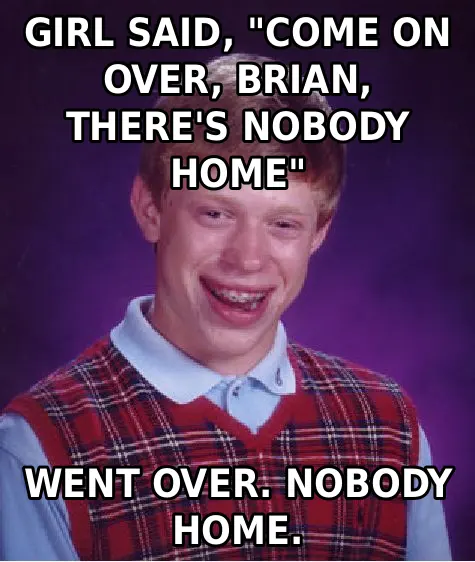 GIRL SAID, "COME ON
OVER, BRIAN,
THERE'S NOBODY
HOME"
WENT OVER. NOBODY
HOME.